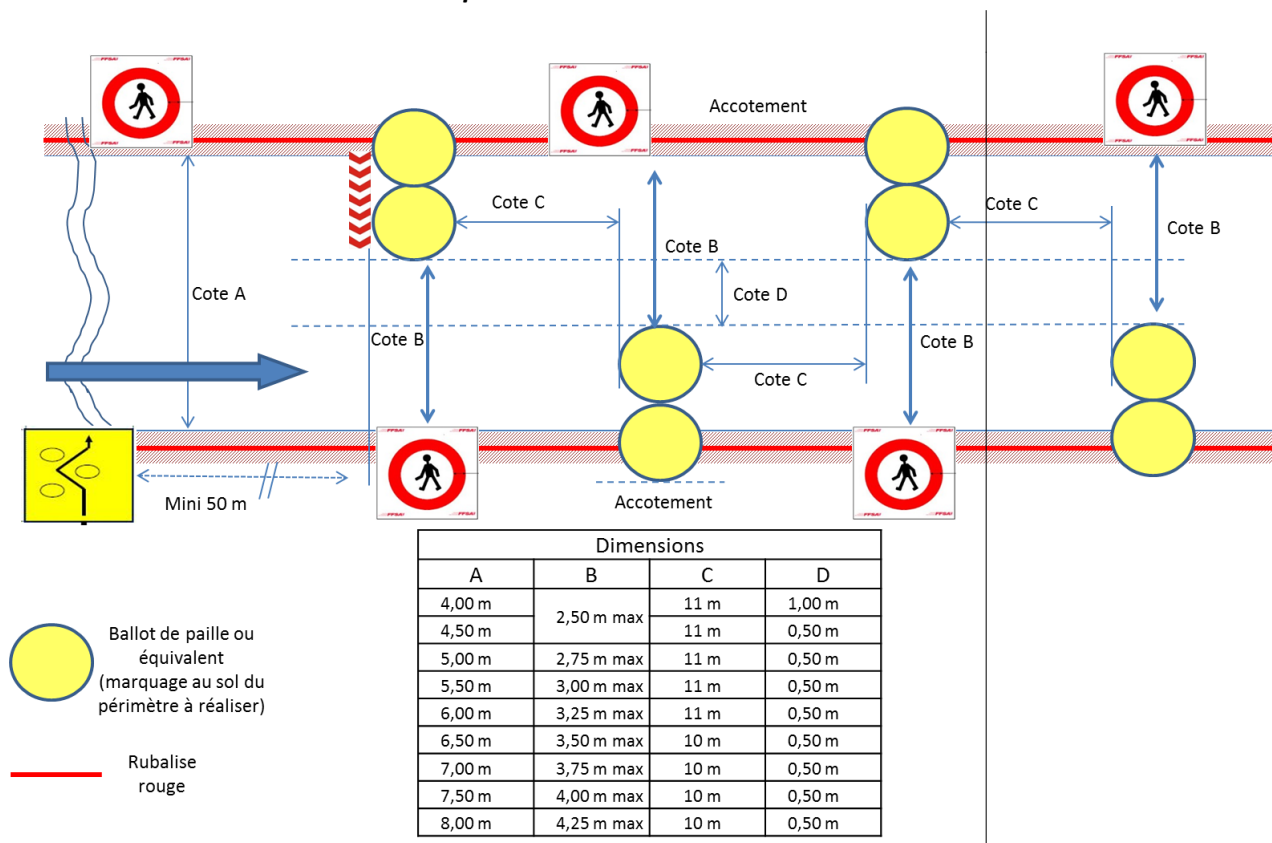 FFSA
FFSA
FFSA
Accotement
Cote C
Cote C
Cote B
Cote B
Cote A
Cote D
Cote B
Cote B
Cote C
Mini 50 m
Accotement
Dimensions
A B C D
4,00 m 2,50 m max 11 m 1,00 m
4,50 m 11 m 0,50 m
5,00 m 2,75 m max 11 m 0,50 m
5,50 m 3,00 m max 11 m 0,50 m
6,00 m 3,25 m max 11 m 0,50 m
6,50 m 3,50 m max 10 m 0,50 m
7,00 m 3,75 m max 10 m 0,50 m
7,50 m 4,00 m max 10 m 0,50 m
8,00 m 4,25 m max 10 m 0,50 m
Ballot de paille ou
équivalent
(marquage au sol du
périmètre à réaliser)
Rubalise
rouge